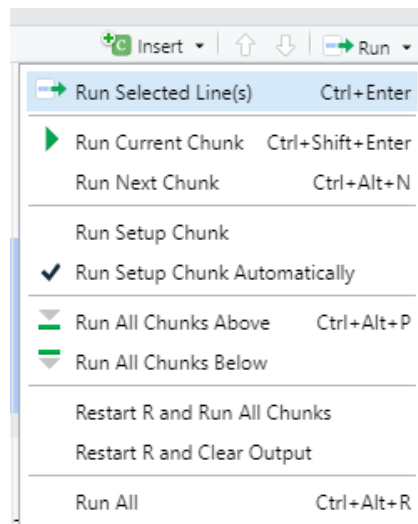 C Insert Run
Run Selected Line(s) Ctrl+Enter
Run Current Chunk Ctrl+Shift+Enter
Run Next Chunk Ctrl+Alt+N
Run Setup Chunk
Run Setup Chunk Automatically
Run All Chunks Above Ctrl+Alt+P
Run All Chunks Below
Restart R and Run All Chunks
Restart R and Clear Output
Run All Ctrl+Alt+R